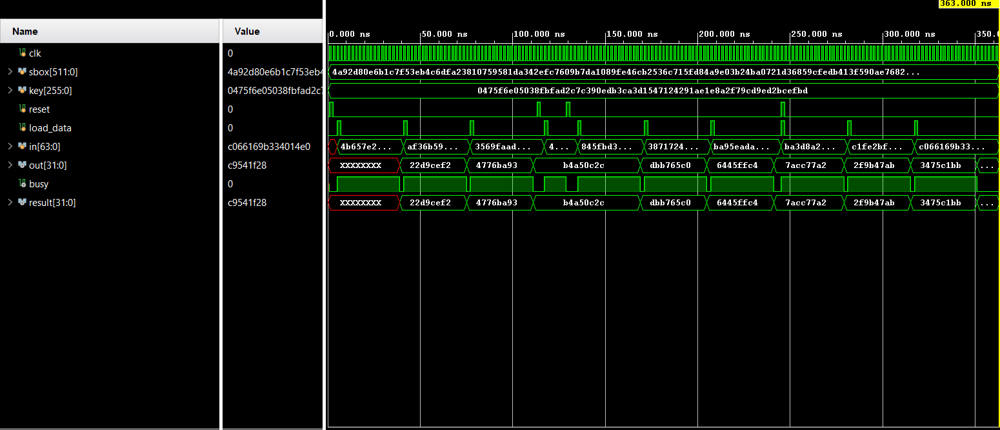 363.000 ns
Name Value 0.000 ns 50.000 ns 100.000 ns 150.000 ns 200.000 ns 250.000 ns 300.000 ns 350.0
clk 0
sbox[511:0] 4a92d80e6b1c7f53eb4 4a92d80e6b1c7f53eb4c6dfa23810759581da342efc7609b7da1089fe46cb2536c715fd84a9e03b24ba0721d36859cfedb413f590ae7682...
key[255:0] 0475f6e05038fbfad2c7 0475f6e05038fbfad2c7c390edb3ca3d1547124291ae1e8a2f79cd9ed2bcefbd
reset 0
load_data 0
in[63:0] c066169b334014e0 4b657e2... af36b59... 3569faad... 4... 845fbd3... 3871724... ba95eada... ba3d8a2... c1fe2bf... c066169b33...
out[31:0] c9541f28 XXXXXXXX 22d9cef2 4776ba93 b4a50c2c dbb765c0 6445ffc4 7acc77a2 2f9b47ab 3475c1bb ...
busy 0
result[31:0] c9541f28 XXXXXXXX 22d9cef2 4776ba93 b4a50c2c dbb765c0 6445ffc4 7acc77a2 2f9b47ab 3475c1bb ...